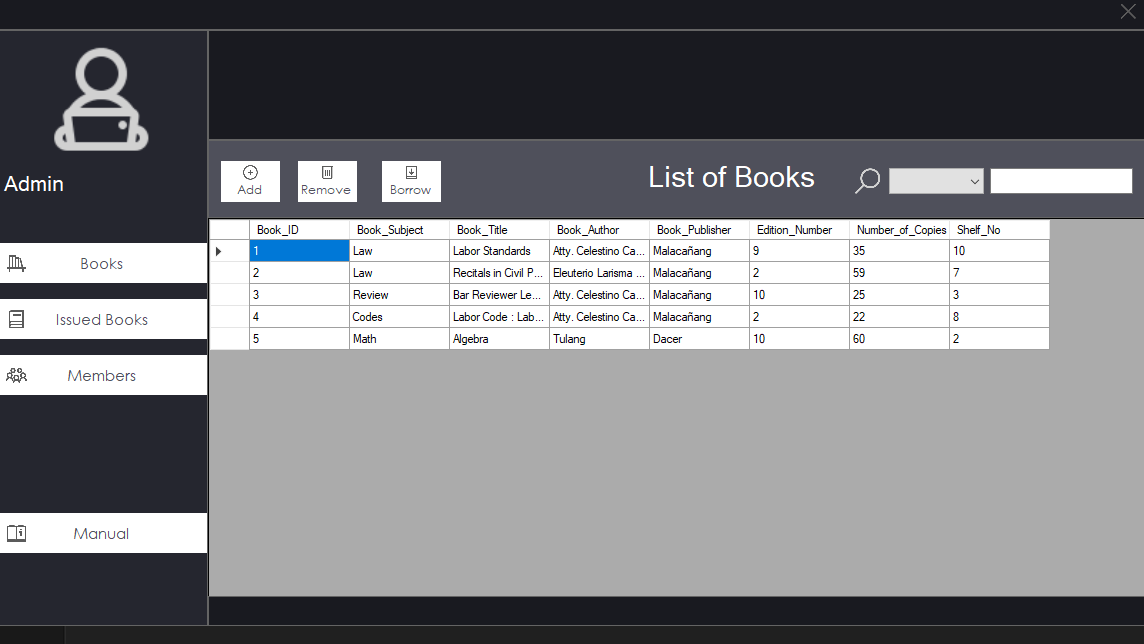 Admin
Books
Issued Books
Members
Manual
Add
Remove
Borrow
List of Books
Book_ID Book_Subject Book_Title Book_Author Book_Publisher Edition_Number Number_of_Copies Shelf_No
1 Law Labor Standards Atty. Celestino Ca... Malacañang 9 35 10
2 Law Recitals in Civil P... Eleuterio Larisma ... Malacañang 2 59 7
3 Review Bar Reviewer Le... Atty. Celestino Ca... Malacañang 10 25 3
4 Codes Labor Code : Lab... Atty. Celestino Ca... Malacañang 2 22 8
5 Math Algebra Tulang Dacer 10 60 2